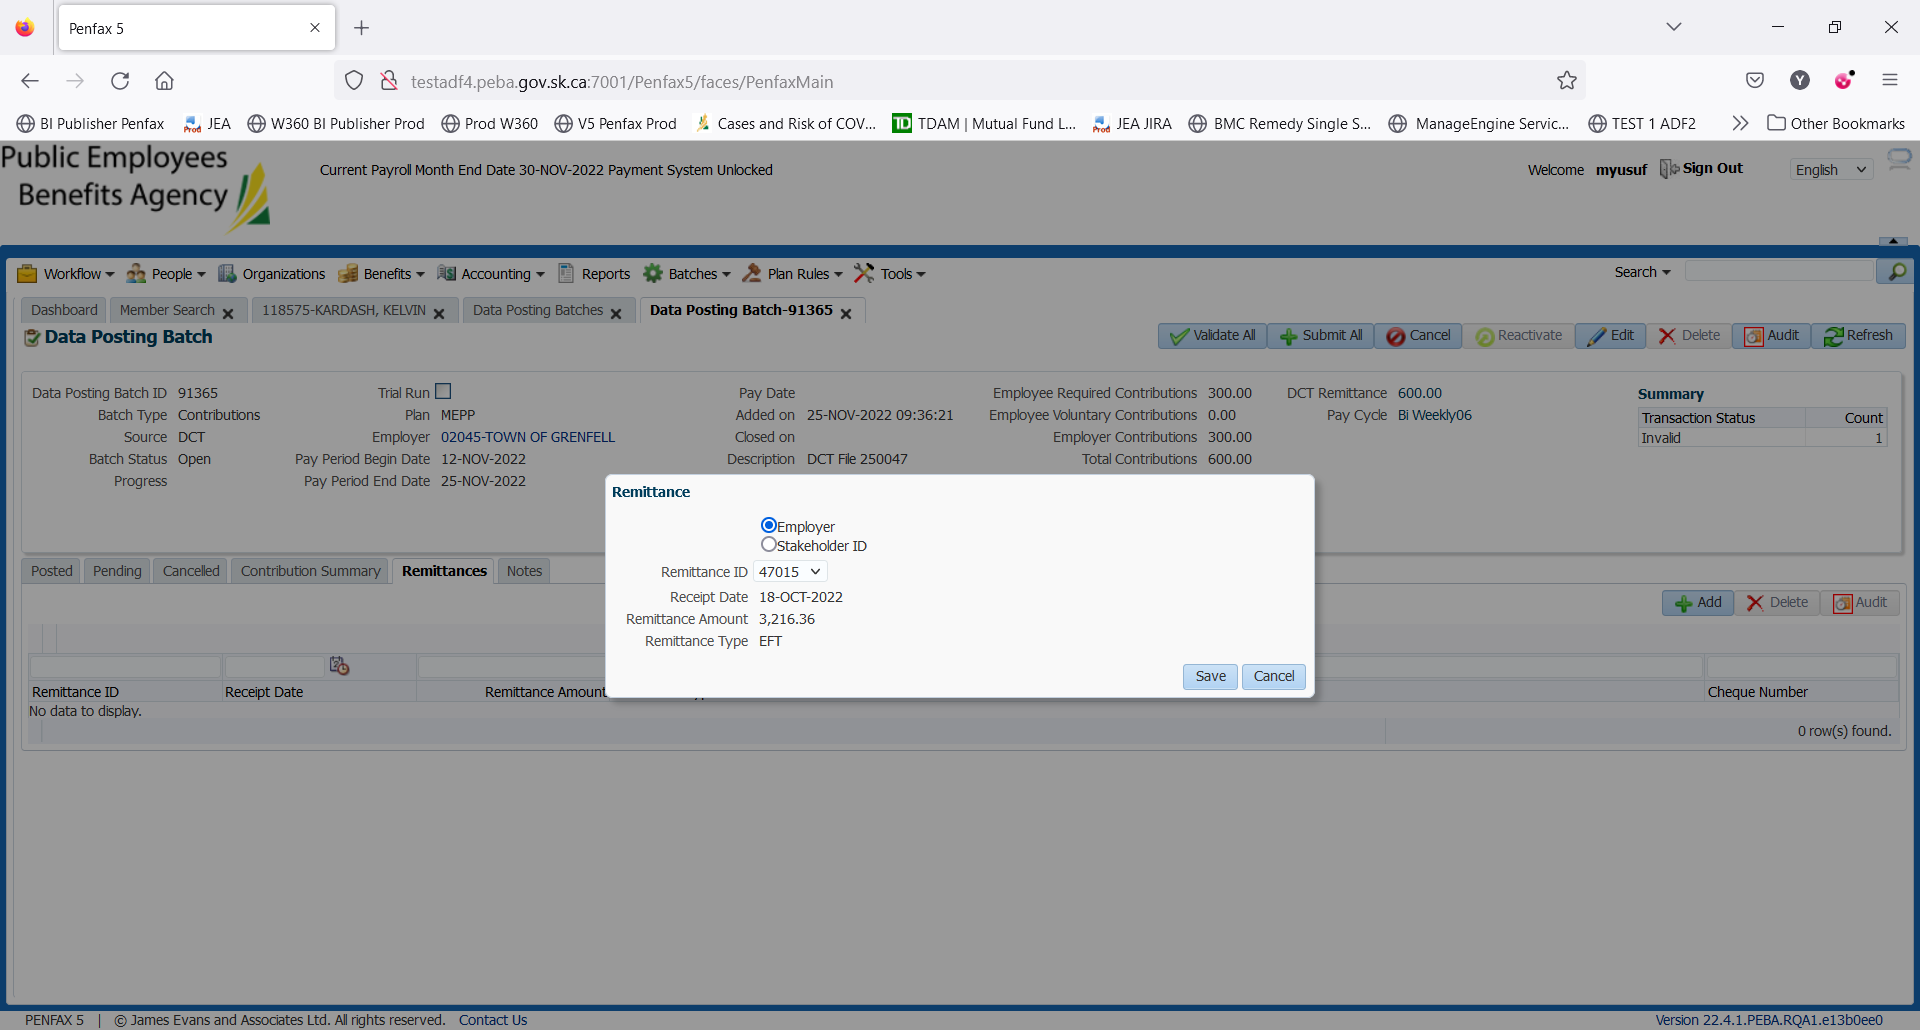 Penfax 5
testadf4.peba.gov.sk.ca:7001/Penfax5/faces/PenfaxMain
BI Publisher Penfax Prod JEA W360 BI Publisher Prod Prod W360 V5 Penfax Prod Cases and Risk of COV... TD TDAM | Mutual Fund L... Prod JEA JIRA BMC Remedy Single S... ManageEngine Servic... TEST 1 ADF2 Other Bookmarks
Public Employees
Benefits Agency
Current Payroll Month End Date 30-NOV-2022 Payment System Unlocked
Welcome myusuf Sign Out English
Workflow People Organizations Benefits Accounting Reports Batches Plan Rules Tools Search
Dashboard Member Search 118575-KARDASH, KELVIN Data Posting Batches Data Posting Batch-91365
Data Posting Batch Validate All Submit All Cancel Reactivate Edit Delete Audit Refresh
Data Posting Batch ID 91365 Trial Run Pay Date Employee Required Contributions 300.00 DCT Remittance 600.00 Summary
Batch Type Contributions Plan MEPP Added on 25-NOV-2022 09:36:21 Employee Voluntary Contributions 0.00 Pay Cycle Bi Weekly06 Transaction Status Count
Source DCT Employer 02045-TOWN OF GRENFELL Closed on Employer Contributions 300.00 Invalid 1
Batch Status Open Pay Period Begin Date 12-NOV-2022 Description DCT File 250047 Total Contributions 600.00
Progress Pay Period End Date 25-NOV-2022
Remittance
Employer
Stakeholder ID
Remittance ID 47015
Receipt Date 18-OCT-2022
Remittance Amount 3,216.36
Remittance Type EFT
Save Cancel
Posted Pending Cancelled Contribution Summary Remittances Notes
Add Delete Audit
Remittance ID Receipt Date Remittance Amount Cheque Number
No data to display.
0 row(s) found.
PENFAX 5 | © James Evans and Associates Ltd. All rights reserved. Contact Us Version 22.4.1.PEBA.RQA1.e13b0ee0